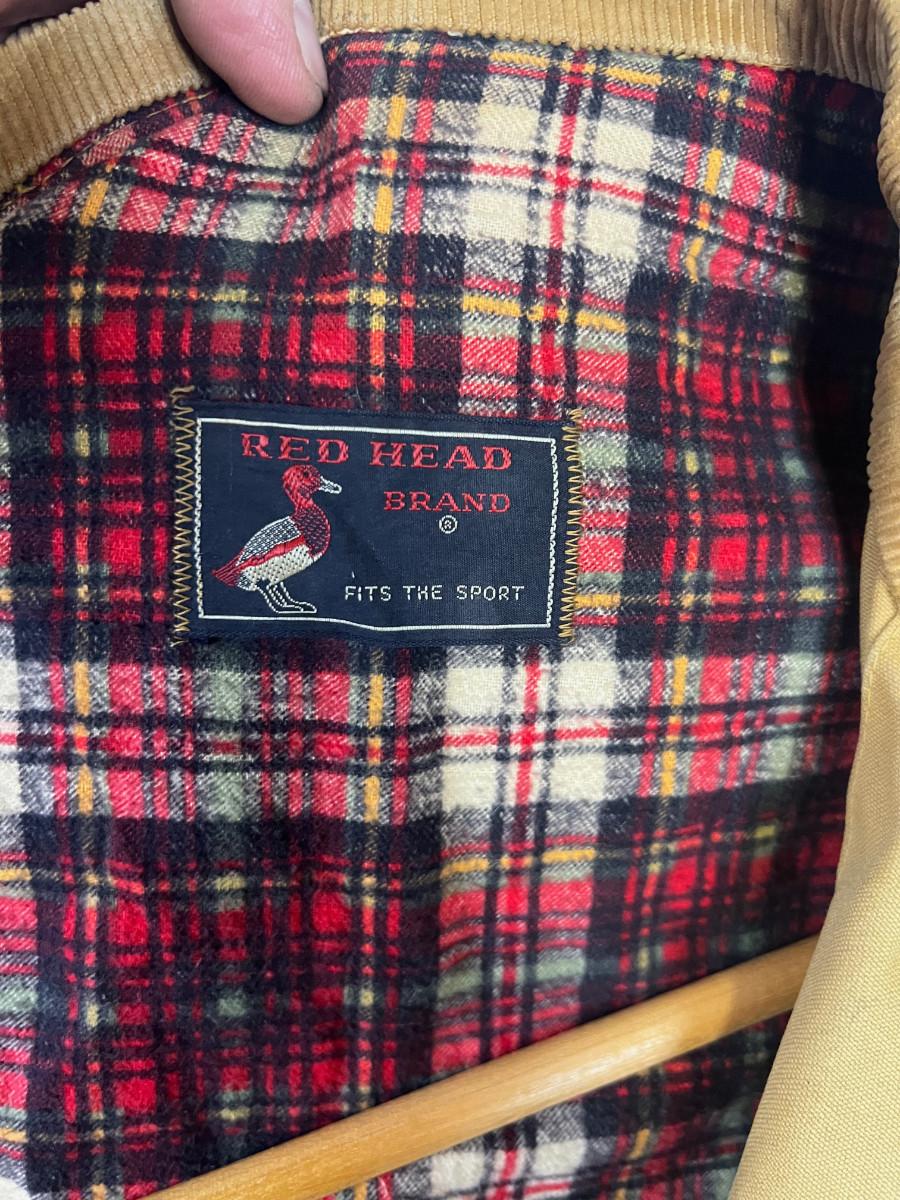 RED HEAD
BRAND
®
FITS THE SPORT